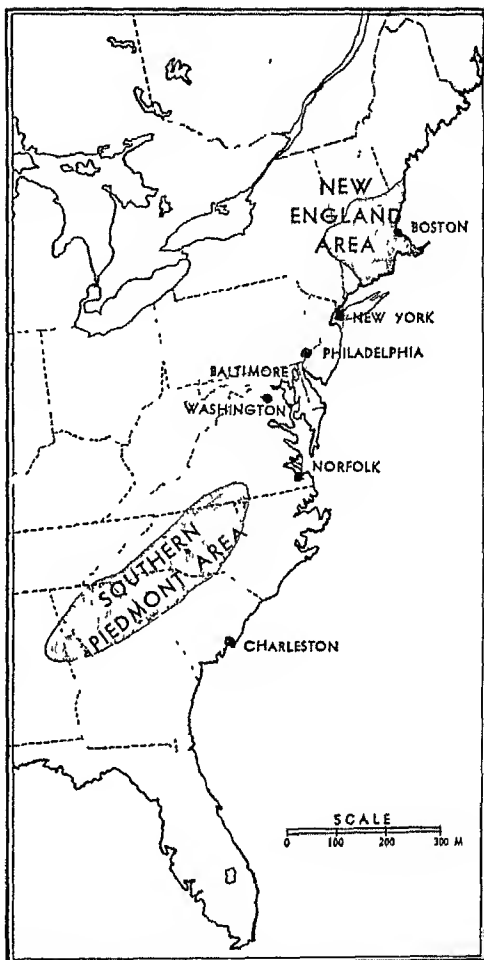 NEW
ENGLAND
AREA
BOSTON
NEW YORK
PHILADELPHIA
BALTIMORE
WASHINGTON
NORFOLK
SOUTHERN
PIEDMONT AREA
CHARLESTON
SCALE
0 100 200 300 M